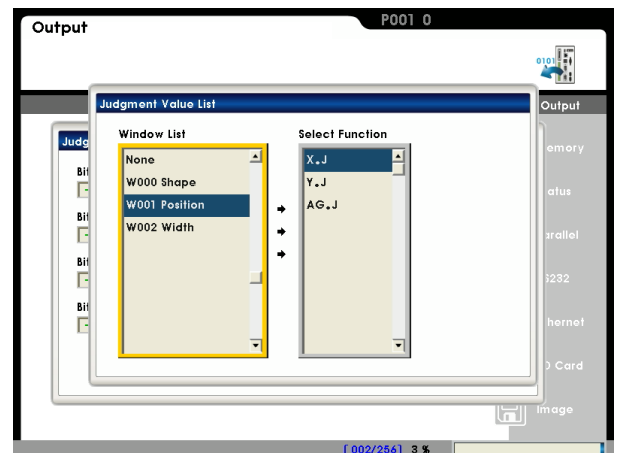 P001 0
Output
0101
Judgment Value List
Output
Window List
Select Function
None
W000 Shape
W001 Position
W002 Width
X.J
Y.J
AG.J
Judg
Bit
Bit
Bit
Bit
emory
atus
arallel
S232
hernet
D Card
Image
[ 002/256] 3 %